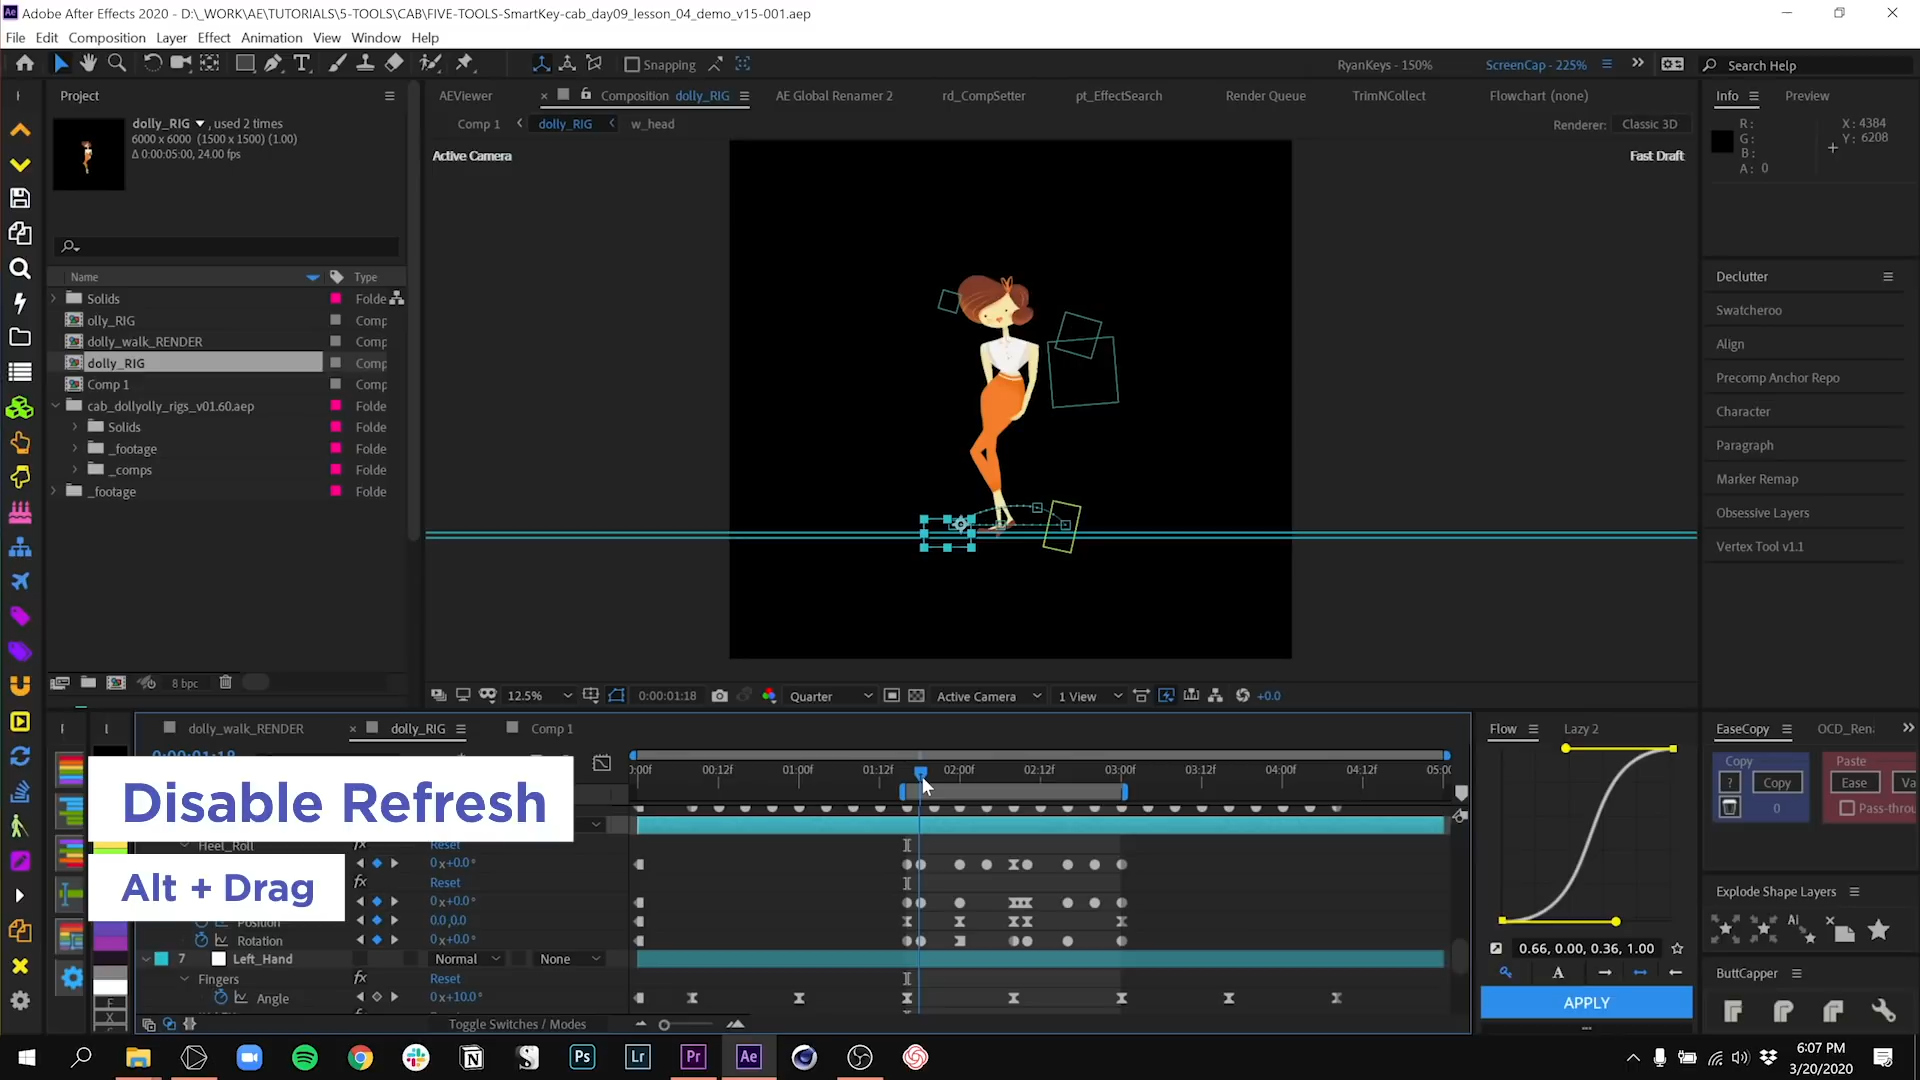 Adobe After Effects 2020 - D:\_WORK\AE\TUTORIALS\5-TOOLS\CAB\FIVE-TOOLS-SmartKey-cab_day09_lesson_04_demo_v15-001.aep
File Edit Composition Layer Effect Animation View Window Help
Snapping
RyanKeys - 150%
ScreenCap - 225%
Search Help
Project
AEViewer
Composition dolly_RIG
AE Global Renamer 2
rd_CompSetter
pt_EffectSearch
Render Queue
TrimNCollect
Flowchart (none)
Info
Preview
dolly_RIG , used 2 times
6000 x 6000 (1500 x 1500) (1.00)
Δ 0:00:05:00, 24.00 fps
Comp 1
dolly_RIG
w_head
Renderer: Classic 3D
R:
G:
B:
A: 0
X: 4384
Y: 6208
Active Camera
Fast Draft
Name
Type
Solids
Folde
olly_RIG
Comp
dolly_walk_RENDER
Comp
dolly_RIG
Comp
Comp 1
Comp
cab_dollyolly_rigs_v01.60.aep
Folde
Solids
Folde
_footage
Folde
_comps
Folde
_footage
Folde
Declutter
Swatcheroo
Align
Precomp Anchor Repo
Character
Paragraph
Marker Remap
Obsessive Layers
Vertex Tool v1.1
8 bpc
12.5%
0:00:01:18
Quarter
Active Camera
1 View
+0.0
dolly_walk_RENDER
dolly_RIG
Comp 1
0:00:01:18
:00f 00:12f 01:00f 01:12f 02:00f 02:12f 03:00f 03:12f 04:00f 04:12f 05:00
Disable Refresh
Alt + Drag
Heel_Roll
Reset
0 x+0.0°
fx
Reset
0 x+0.0°
Position
0.0,0.0
Rotation
0 x+0.0°
7
Left_Hand
Normal
None
Fingers
fx
Reset
Angle
0 x+10.0°
Toggle Switches / Modes
Flow
Lazy 2
0.66, 0.00, 0.36, 1.00
A
APPLY
EaseCopy
OCD_Ren
Copy
? Copy
0
Paste
Ease
Va
Pass-throu
Explode Shape Layers
Ai
ButtCapper
Ps
Lr
Pr
Ae
6:07 PM
3/20/2020